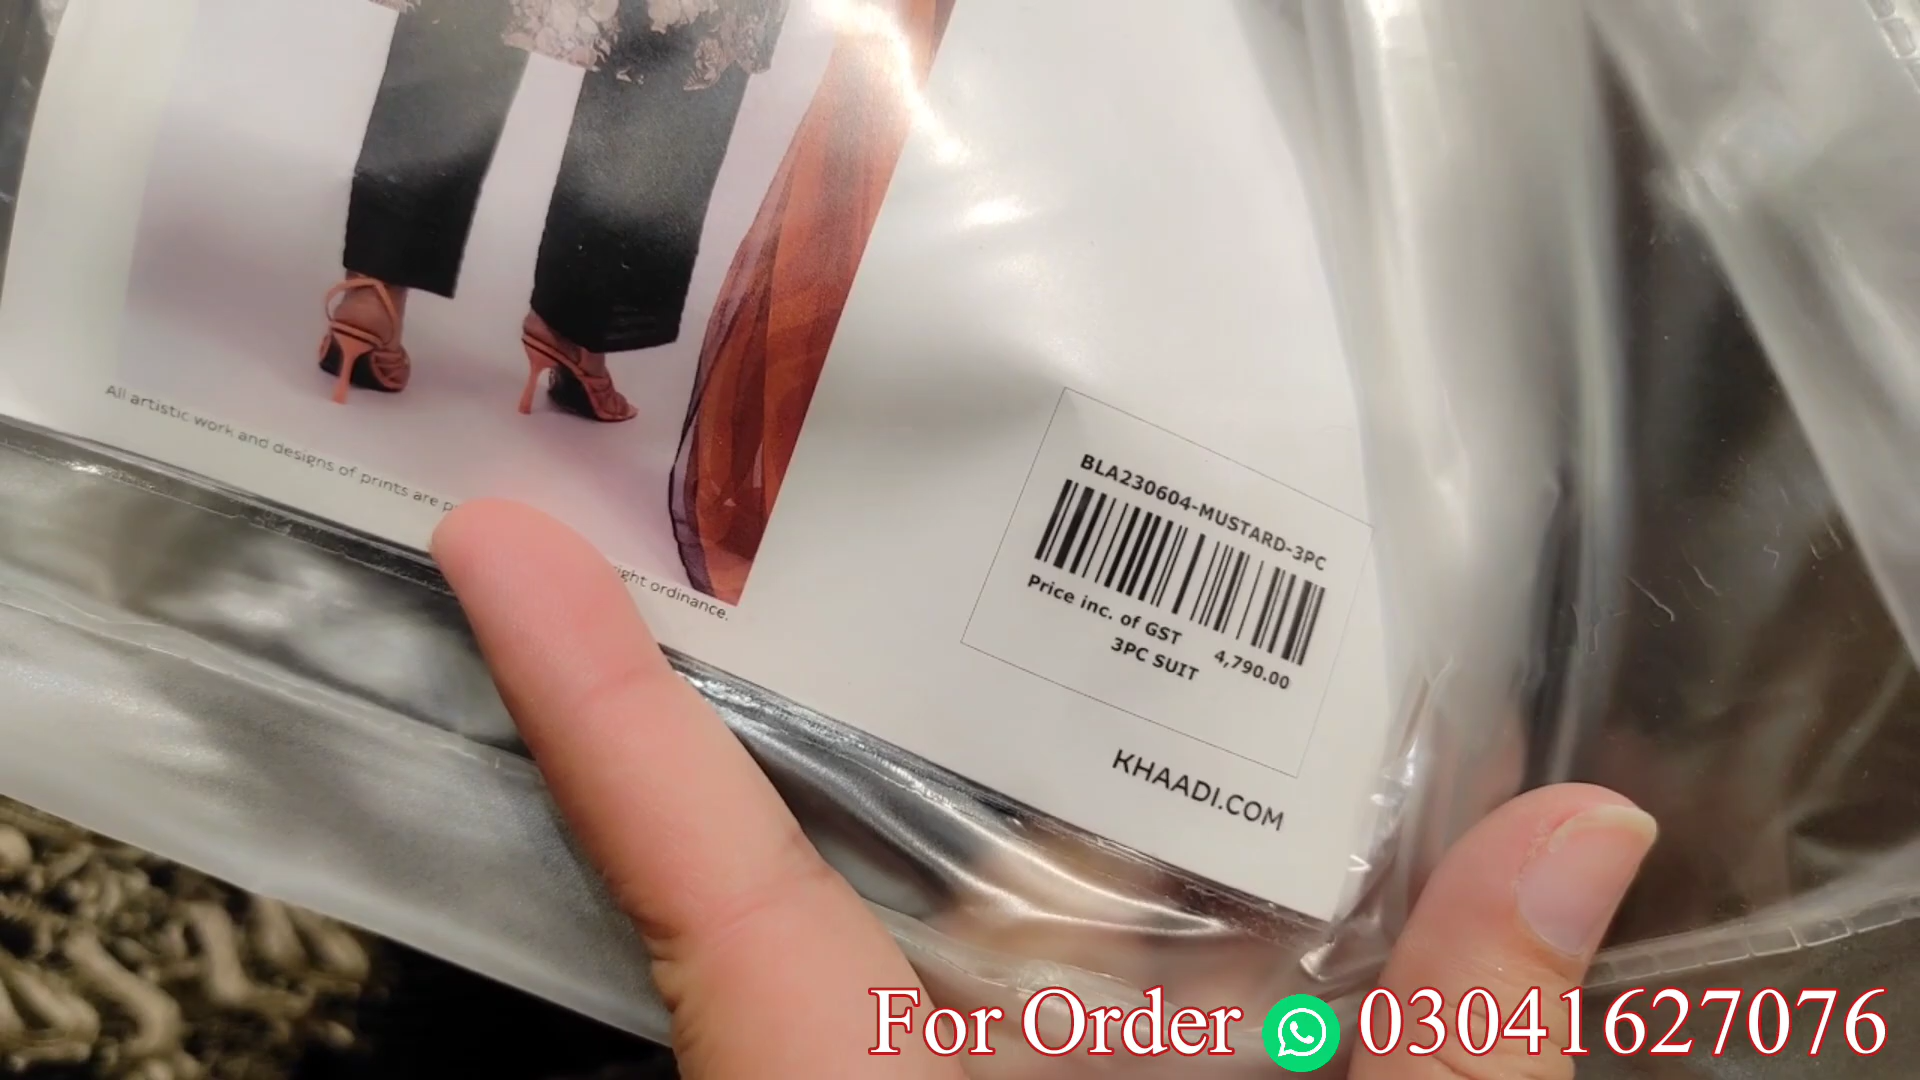 All artistic work and designs of prints are
ordinance.
BLA230604-MUSTARD-3PC
Price inc. of GST 4,790.00
3PC SUIT
KHAADI.COM
For Order 03041627076